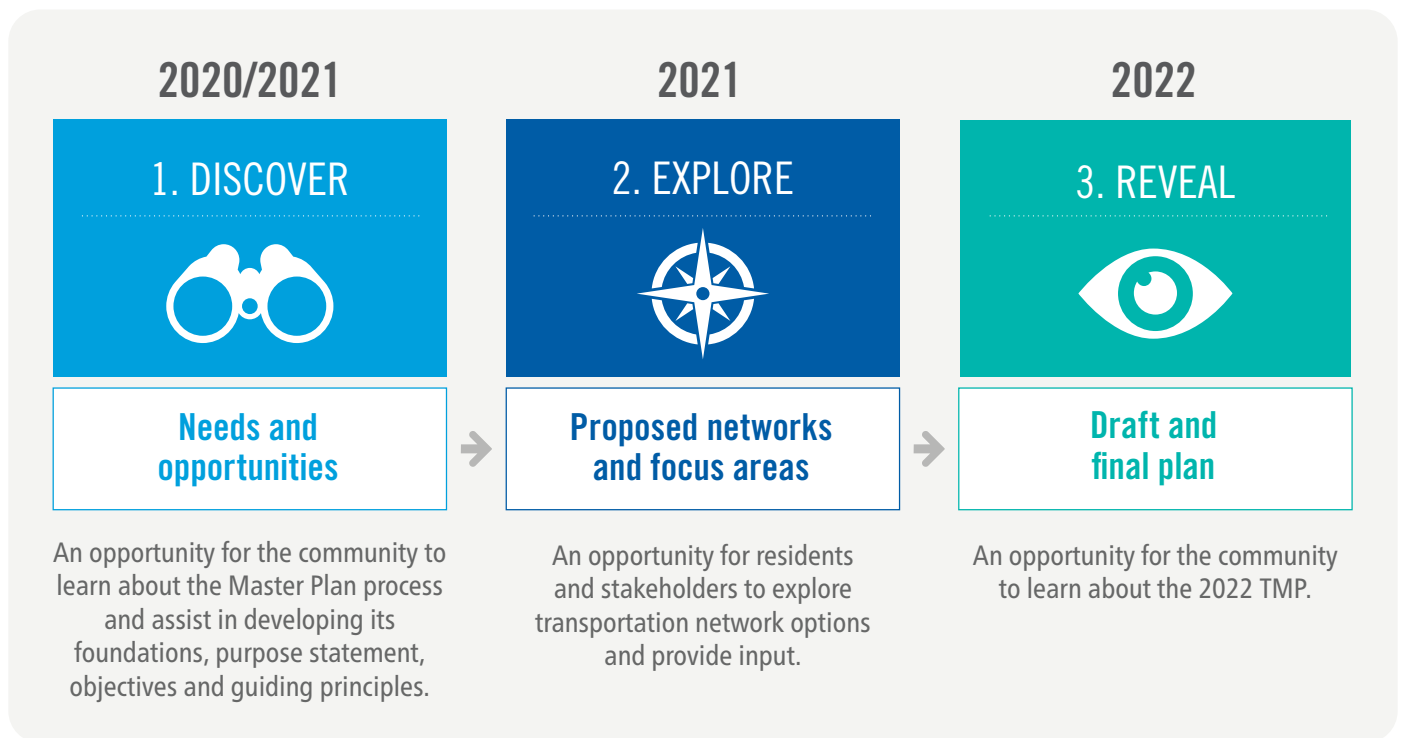 2020/2021
1. DISCOVER
Needs and
opportunities
An opportunity for the community to
learn about the Master Plan process
and assist in developing its
foundations, purpose statement,
objectives and guiding principles.
2021
2. EXPLORE
Proposed networks
and focus areas
An opportunity for residents
and stakeholders to explore
transportation network options
and provide input.
2022
3. REVEAL
Draft and
final plan
An opportunity for the community
to learn about the 2022 TMP.